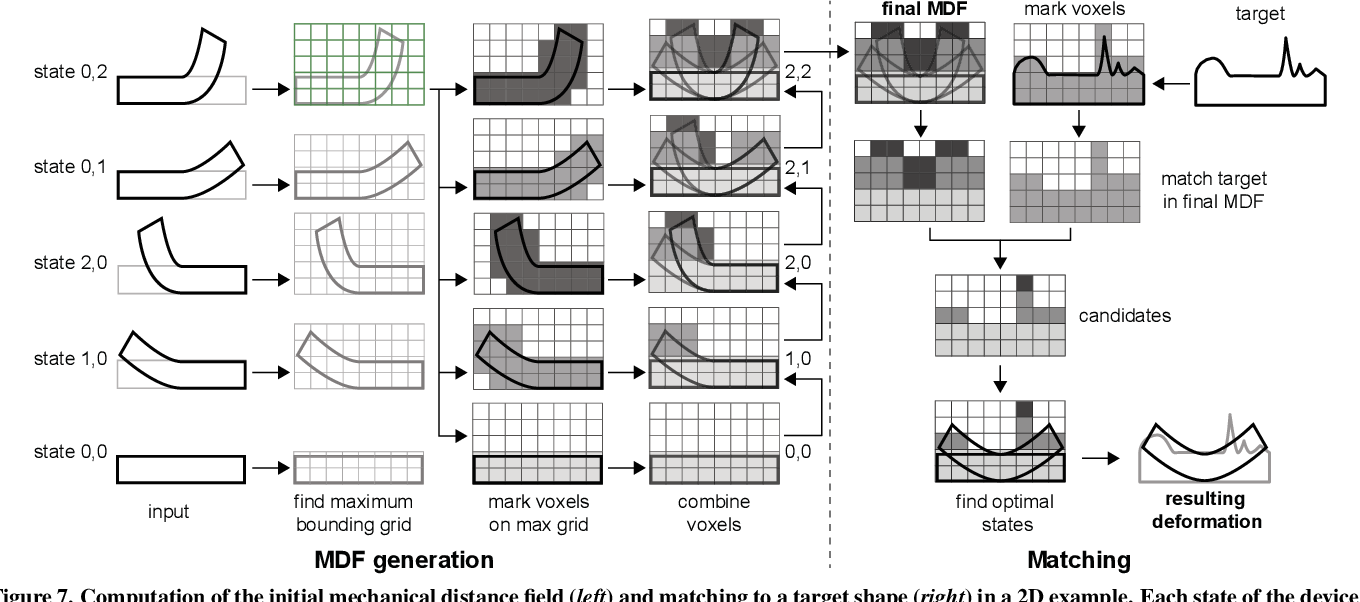 final MDF
mark voxels
target
state 0,2
2,2
state 0,1
2,1
match target
in final MDF
state 2,0
2,0
candidates
state 1,0
1,0
state 0,0
0,0
input
find maximum
bounding grid
mark voxels
on max grid
combine
voxels
find optimal
states
resulting
deformation
MDF generation
Matching
Figure 7. Computation of the initial mechanical distance field (left) and matching to a target shape (right) in a 2D example. Each state of the device